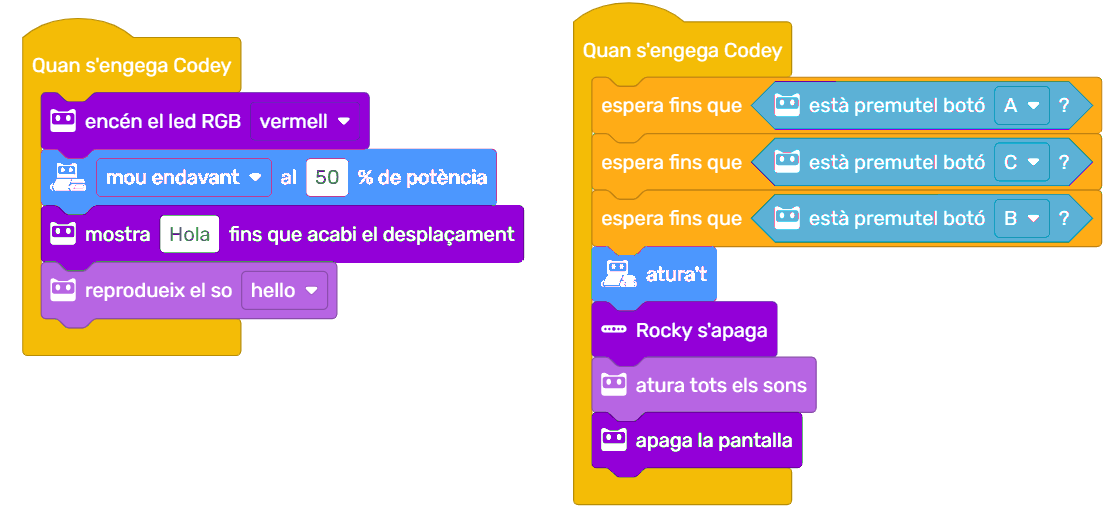 Quan s'engega Codey
encén el led RGB vermell
mou endavant al 50 % de potència
mostra Hola fins que acabi el desplaçament
reprodueix el so hello
Quan s'engega Codey
espera fins que està premutel botó A ?
espera fins que està premutel botó C ?
espera fins que està premutel botó B ?
atura't
Rocky s'apaga
atura tots els sons
apaga la pantalla